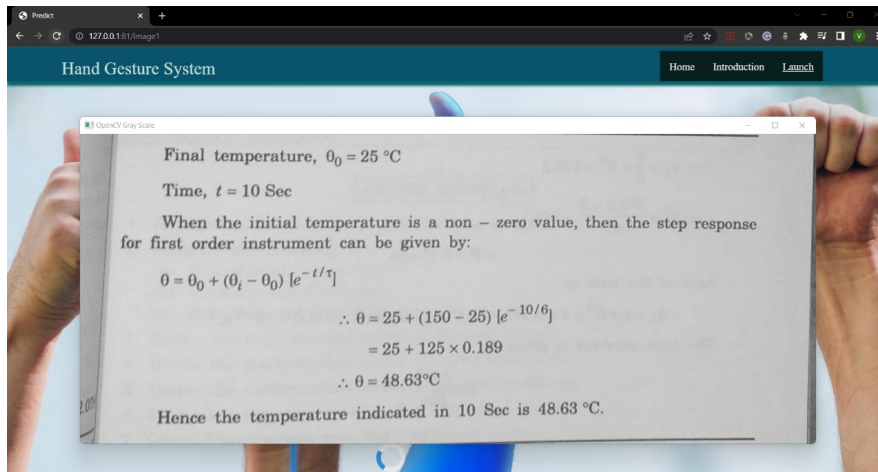 Predict
127.0.0.1:81/image1
V
Hand Gesture System
Home Introduction Launch
OpenCV Gray Scale
Final temperature, θ₀ = 25 °C
Time, t = 10 Sec
When the initial temperature is a non – zero value, then the step response
for first order instrument can be given by:
θ = θ₀ + (θᵢ – θ₀) [e^(– t/τ)]
∴ θ = 25 + (150 – 25) [e^(– 10/6)]
= 25 + 125 × 0.189
∴ θ = 48.63°C
Hence the temperature indicated in 10 Sec is 48.63 °C.